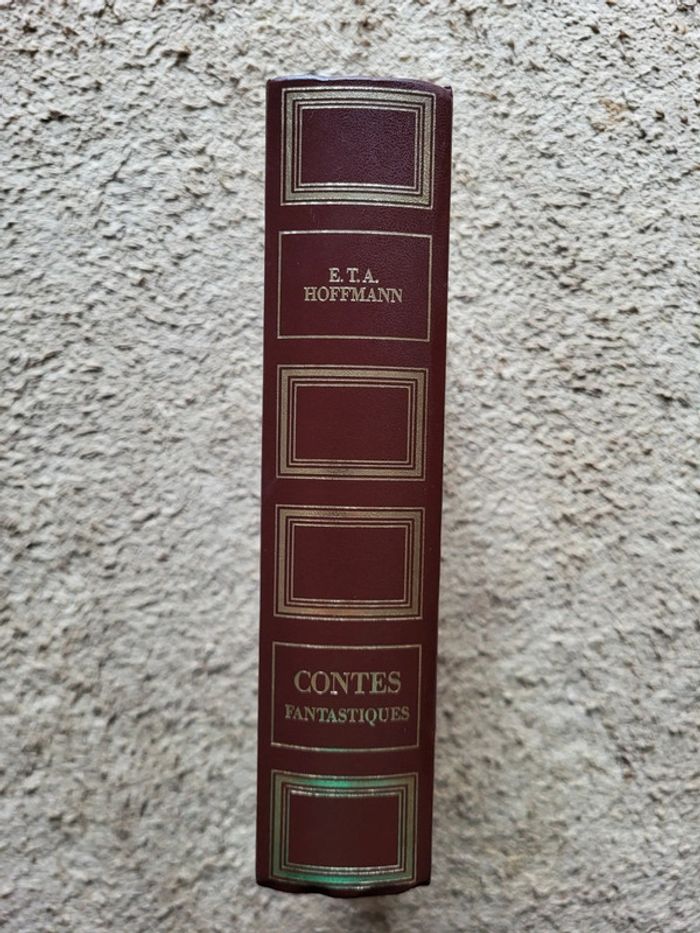 E. T. A.
HOFFMANN
CONTES
FANTASTIQUES